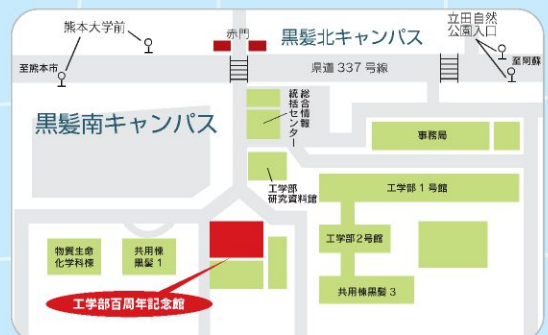 熊本大学前
赤門
黒髪北キャンパス
立田自然
公園入口
至熊本市
県道 337 号線
至阿蘇
黒髪南キャンパス
総合情報
統括センター
事務局
工学部
研究資料館
工学部 1 号館
物質生命
化学科棟
共用棟
黒髪 1
工学部2号館
共用棟黒髪 3
工学部百周年記念館